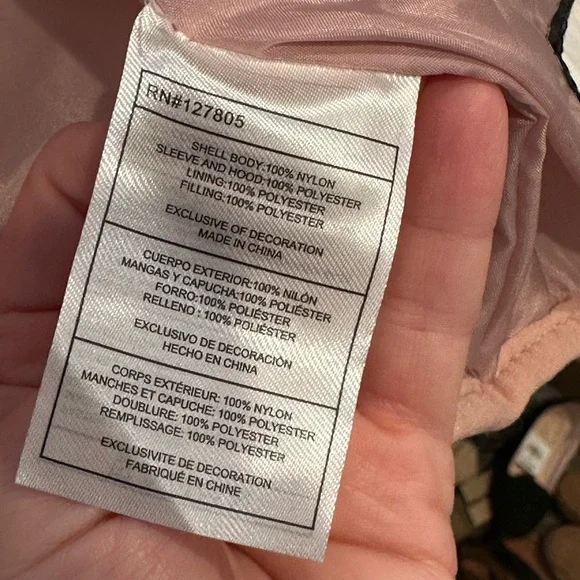 RN#127805
SHELL BODY:100% NYLON
SLEEVE AND HOOD:100% POLYESTER
LINING:100% POLYESTER
FILLING:100% POLYESTER
EXCLUSIVE OF DECORATION
MADE IN CHINA
CUERPO EXTERIOR:100% NILÓN
MANGAS Y CAPUCHA:100% POLIÉSTER
FORRO:100% POLIÉSTER
RELLENO : 100% POLIÉSTER
EXCLUSIVO DE DECORACIÓN
HECHO EN CHINA
CORPS EXTÉRIEUR: 100% NYLON
MANCHES ET CAPUCHE: 100% POLYESTER
DOUBLURE: 100% POLYESTER
REMPLISSAGE: 100% POLYESTER
EXCLUSIVITE DE DECORATION
FABRIQUÉ EN CHINE